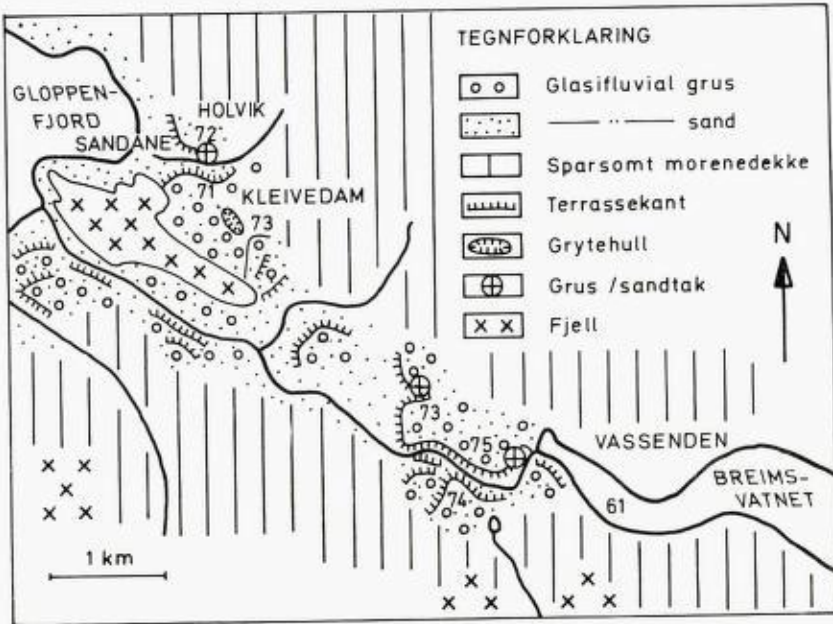 TEGNFORKLARING
Glasifluvial grus
—— ·· —— sand
Sparsomt morenedekke
Terrassekant
Grytehull
Grus /sandtak
Fjell
N
GLOPPEN-
FJORD
HOLVIK
SANDANE
72
71
KLEIVEDAM
73
73
75
74
VASSENDEN
BREIMS-
VATNET
61
1 km